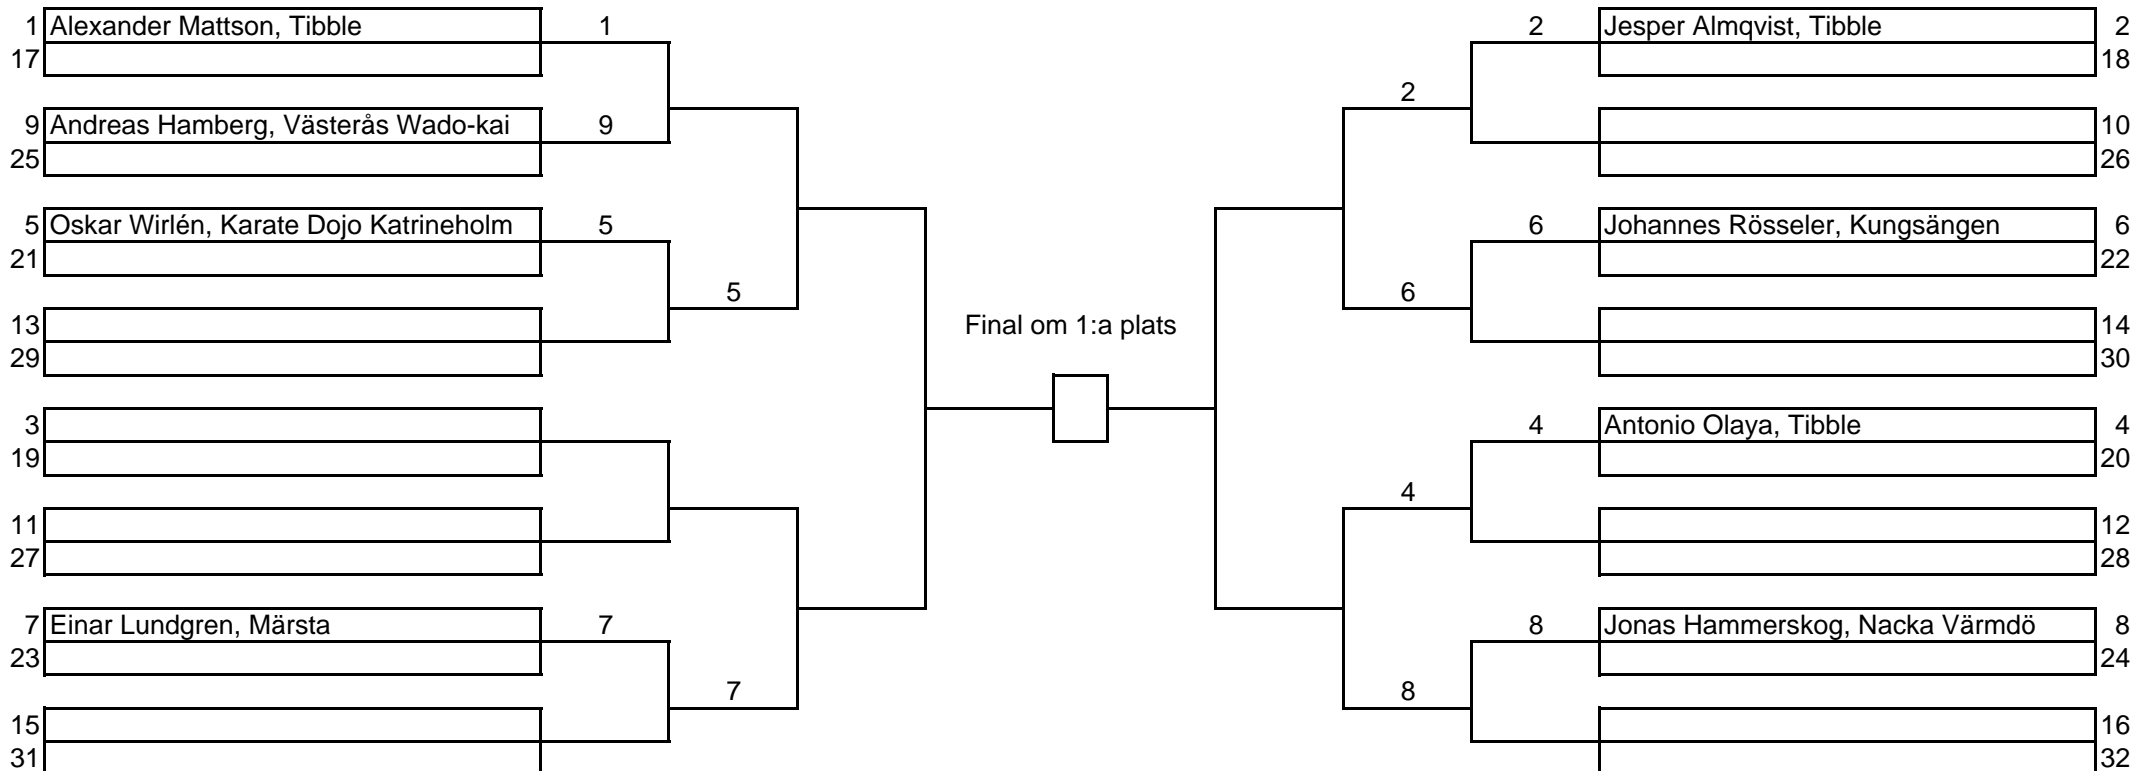 1 Alexander Mattson, Tibble 1 2 Jesper Almqvist, Tibble 2
17 18
2
9 Andreas Hamberg, Västerås Wado-kai 9 10
25 26
5 Oskar Wirlén, Karate Dojo Katrineholm 5 6 Johannes Rösseler, Kungsängen 6
21 22
5 6
13 Final om 1:a plats 14
29 30
3 4 Antonio Olaya, Tibble 4
19 20
4
11 12
27 28
7 Einar Lundgren, Märsta 7 8 Jonas Hammerskog, Nacka Värmdö 8
23 24
7 8
15 16
31 32